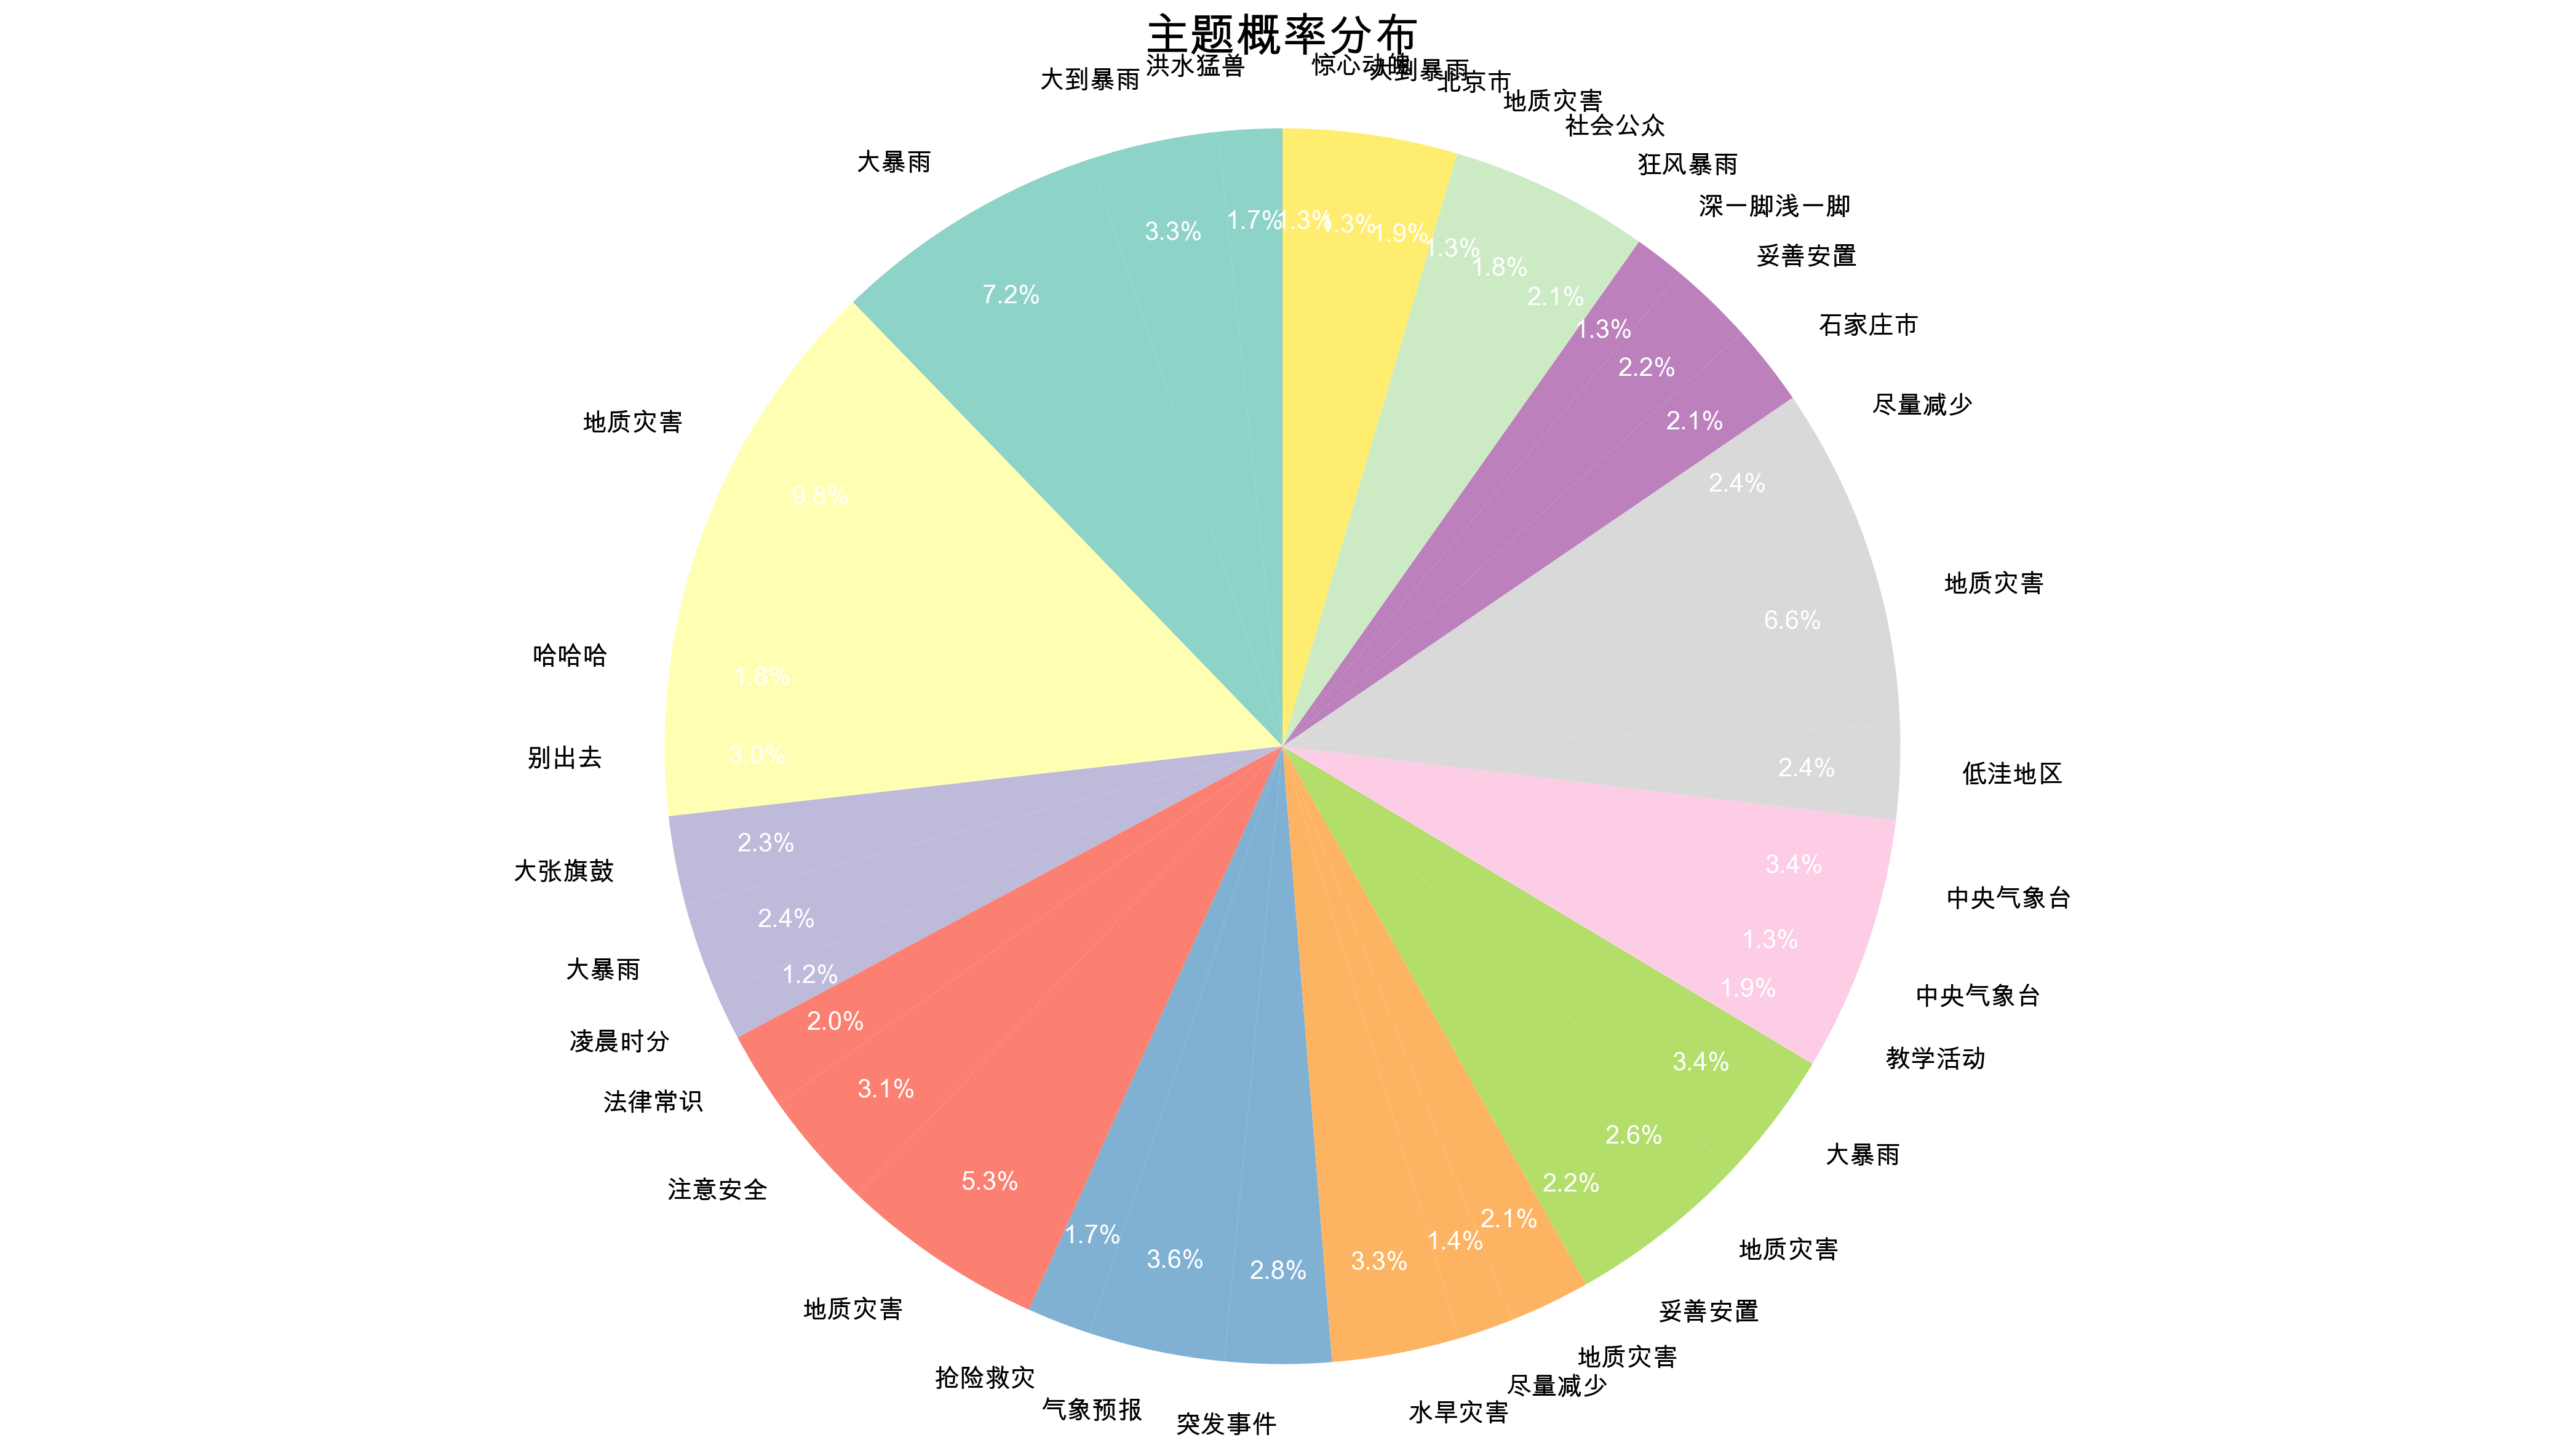 主题概率分布
洪水猛兽
1.7%
大到暴雨
3.3%
大暴雨
7.2%
地质灾害
9.8%
哈哈哈
1.8%
别出去
3.0%
大张旗鼓
2.3%
大暴雨
2.4%
凌晨时分
1.2%
法律常识
2.0%
注意安全
3.1%
地质灾害
5.3%
抢险救灾
1.7%
气象预报
3.6%
突发事件
2.8%
水旱灾害
3.3%
尽量减少
1.4%
地质灾害
2.1%
妥善安置
2.2%
地质灾害
2.6%
大暴雨
3.4%
教学活动
1.9%
中央气象台
1.3%
中央气象台
3.4%
低洼地区
2.4%
地质灾害
6.6%
尽量减少
2.4%
石家庄市
2.1%
妥善安置
2.2%
深一脚浅一脚
1.3%
狂风暴雨
2.1%
社会公众
1.8%
地质灾害
1.3%
北京市
1.9%
大到暴雨
1.3%
惊心动魄
1.3%